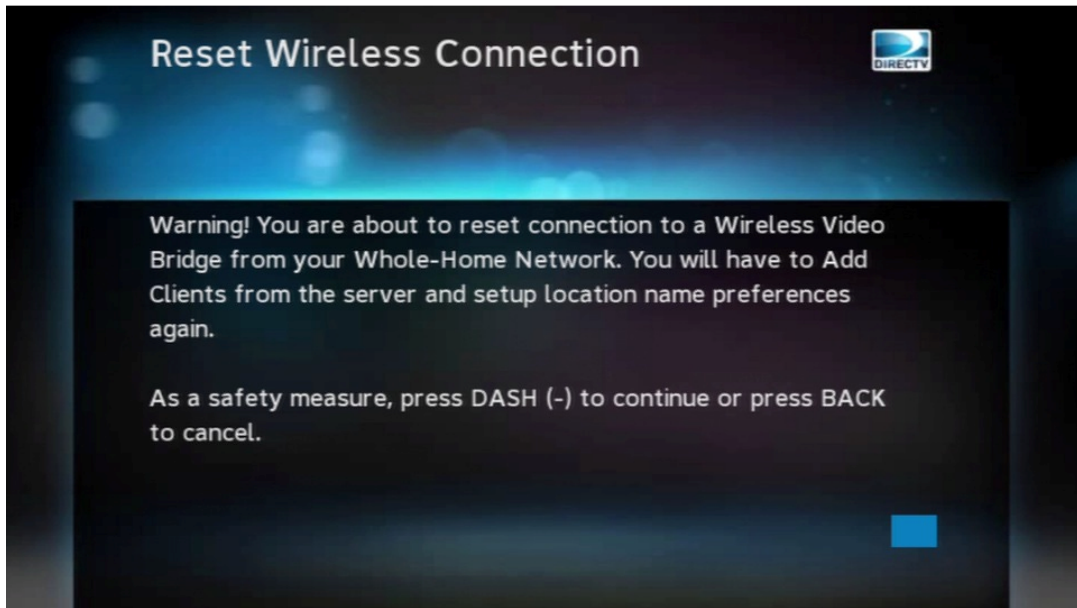 Reset Wireless Connection
DIRECTV
Warning! You are about to reset connection to a Wireless Video
Bridge from your Whole-Home Network. You will have to Add
Clients from the server and setup location name preferences
again.
As a safety measure, press DASH (-) to continue or press BACK
to cancel.